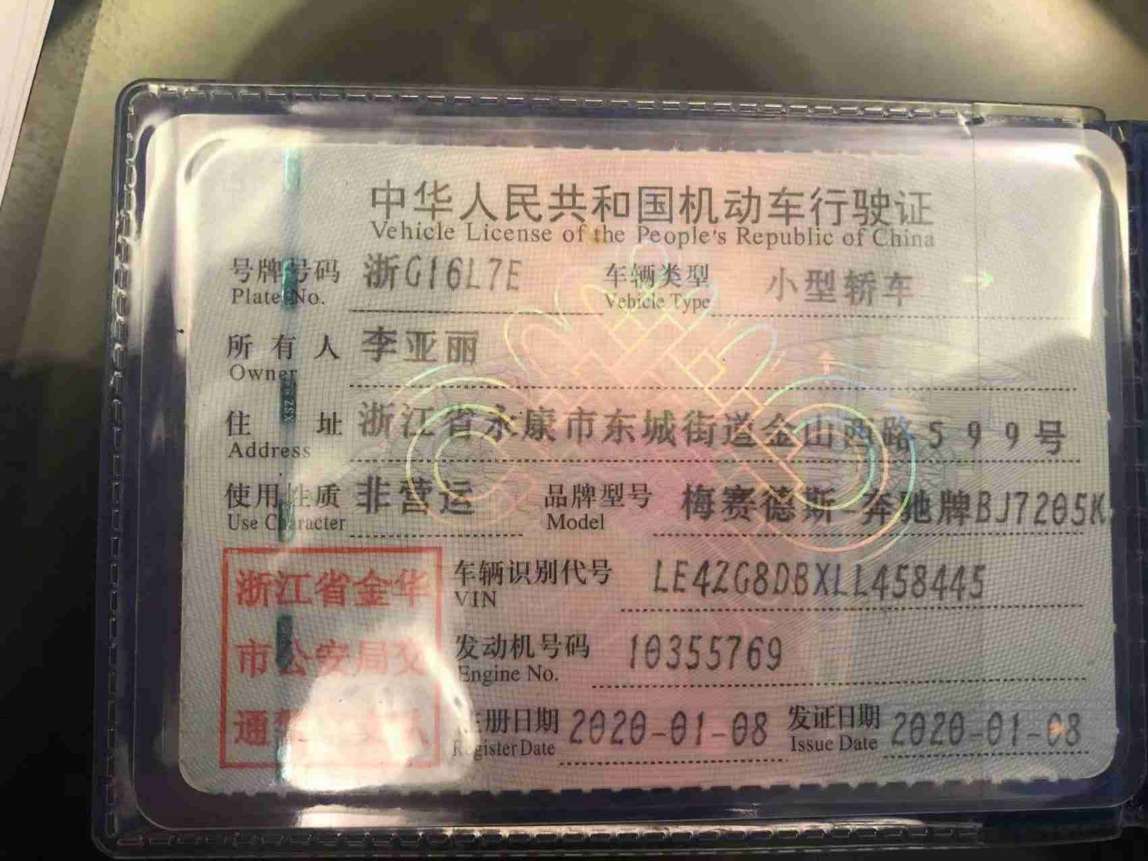 中华人民共和国机动车行驶证
Vehicle License of the People's Republic of China
号牌号码 浙G16L7E 车辆类型 小型轿车
Plate No. Vehicle Type
所有人 李亚丽
Owner
住址 浙江省永康市东城街道金山西路599号
Address
使用性质 非营运 品牌型号 梅赛德斯-奔驰牌BJ7205K
Use Character Model
浙江省金华 车辆识别代号 LE4ZG8DBXLL458445
VIN
市公安局交 发动机号码 10355769
Engine No.
通 册日期 2020-01-08 发证日期 2020-01-08
Register Date Issue Date